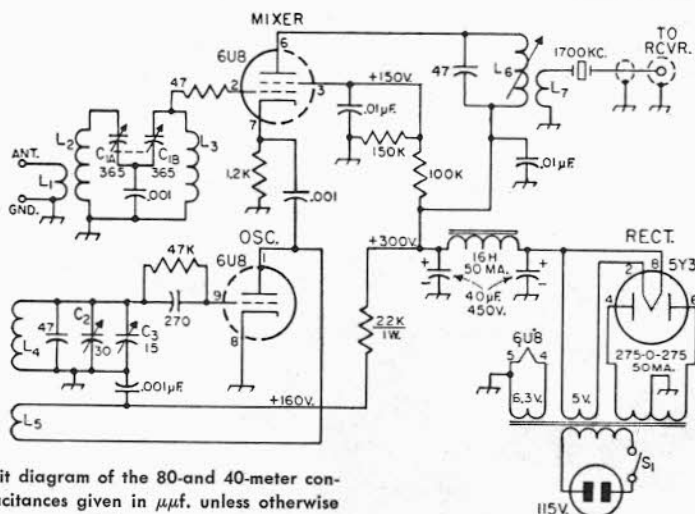 MIXER
6U8
6
2
3
7
47
+150V.
47
L6
L7
1700KC.
TO
RCVR.
.01µF.
150K
100K
.01µF.
L2
C1A
365
C1B
365
L3
ANT.
L1
GND.
.001
1.2K
.001
OSC.
6U8
1
9
8
47K
270
L4
47
C2
30
C3
15
.001µF.
L5
+160V.
+300V.
22K
1W.
16H
50 MA.
40µF.
450V.
RECT.
5Y3
2
8
4
6
6U8
5
4
6.3V.
5V.
275-0-275
50MA.
S1
115V.
it diagram of the 80-and 40-meter con-
acitances given in µµf. unless otherwise